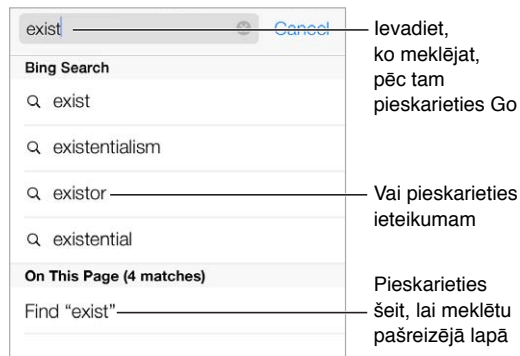 exist
Cancel
Bing Search
exist
existentialism
existor
existential
On This Page (4 matches)
Find “exist”
Ievadiet,
ko meklējat,
pēc tam
pieskarieties Go
Vai pieskarieties
ieteikumam
Pieskarieties
šeit, lai meklētu
pašreizējā lapā